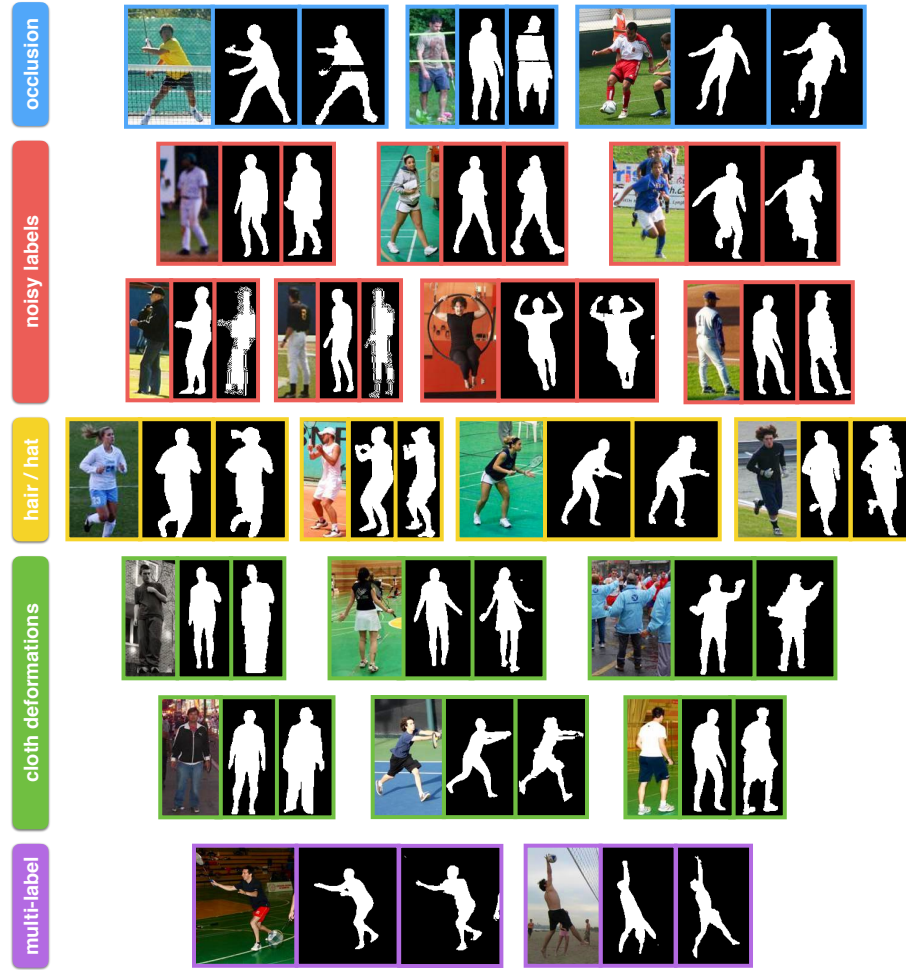 occlusion
noisy labels
hair / hat
cloth deformations
multi-label